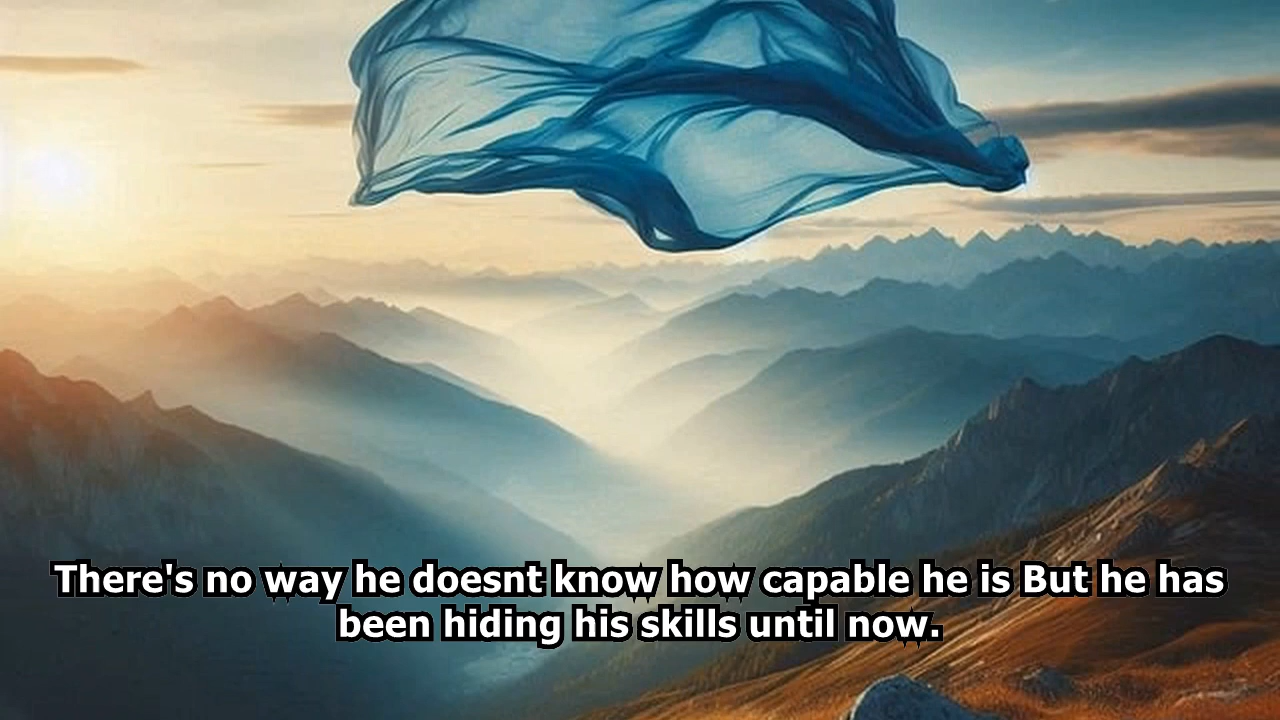 There's no way he doesnt know how capable he is But he has
been hiding his skills until now.